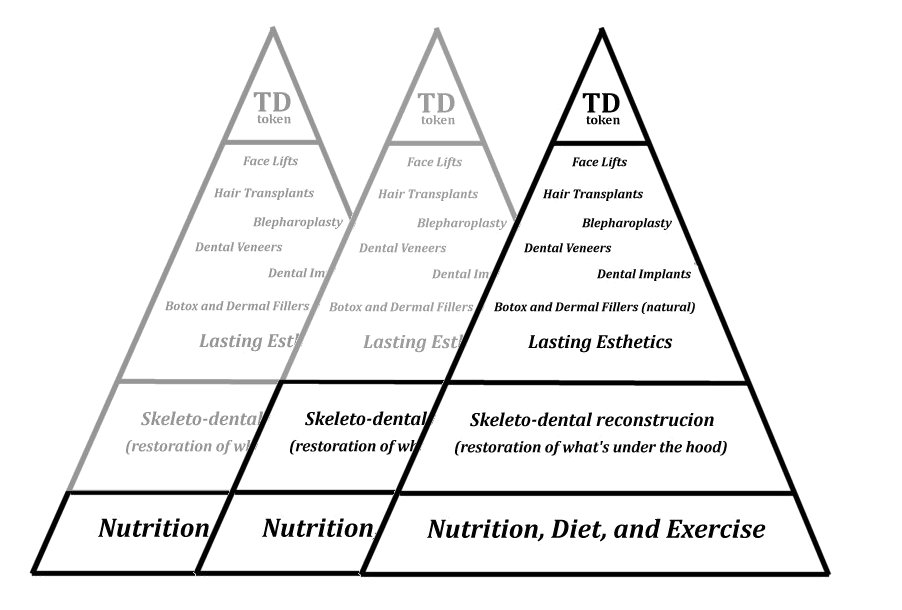 TD
token
Face Lifts
Hair Transplants
Blepharoplasty
Dental Veneers
Dental Im
Botox and Dermal Fillers
Lasting Est
Skeleto-dental
(restoration of wh
Nutrition
TD
token
Face Lifts
Hair Transplants
Blepharoplasty
Dental Veneers
Dental Im
Botox and Dermal Fillers
Lasting Est
Skeleto-dental
(restoration of wh
Nutrition,
TD
token
Face Lifts
Hair Transplants
Blepharoplasty
Dental Veneers
Dental Implants
Botox and Dermal Fillers (natural)
Lasting Esthetics
Skeleto-dental reconstrucion
(restoration of what's under the hood)
Nutrition, Diet, and Exercise